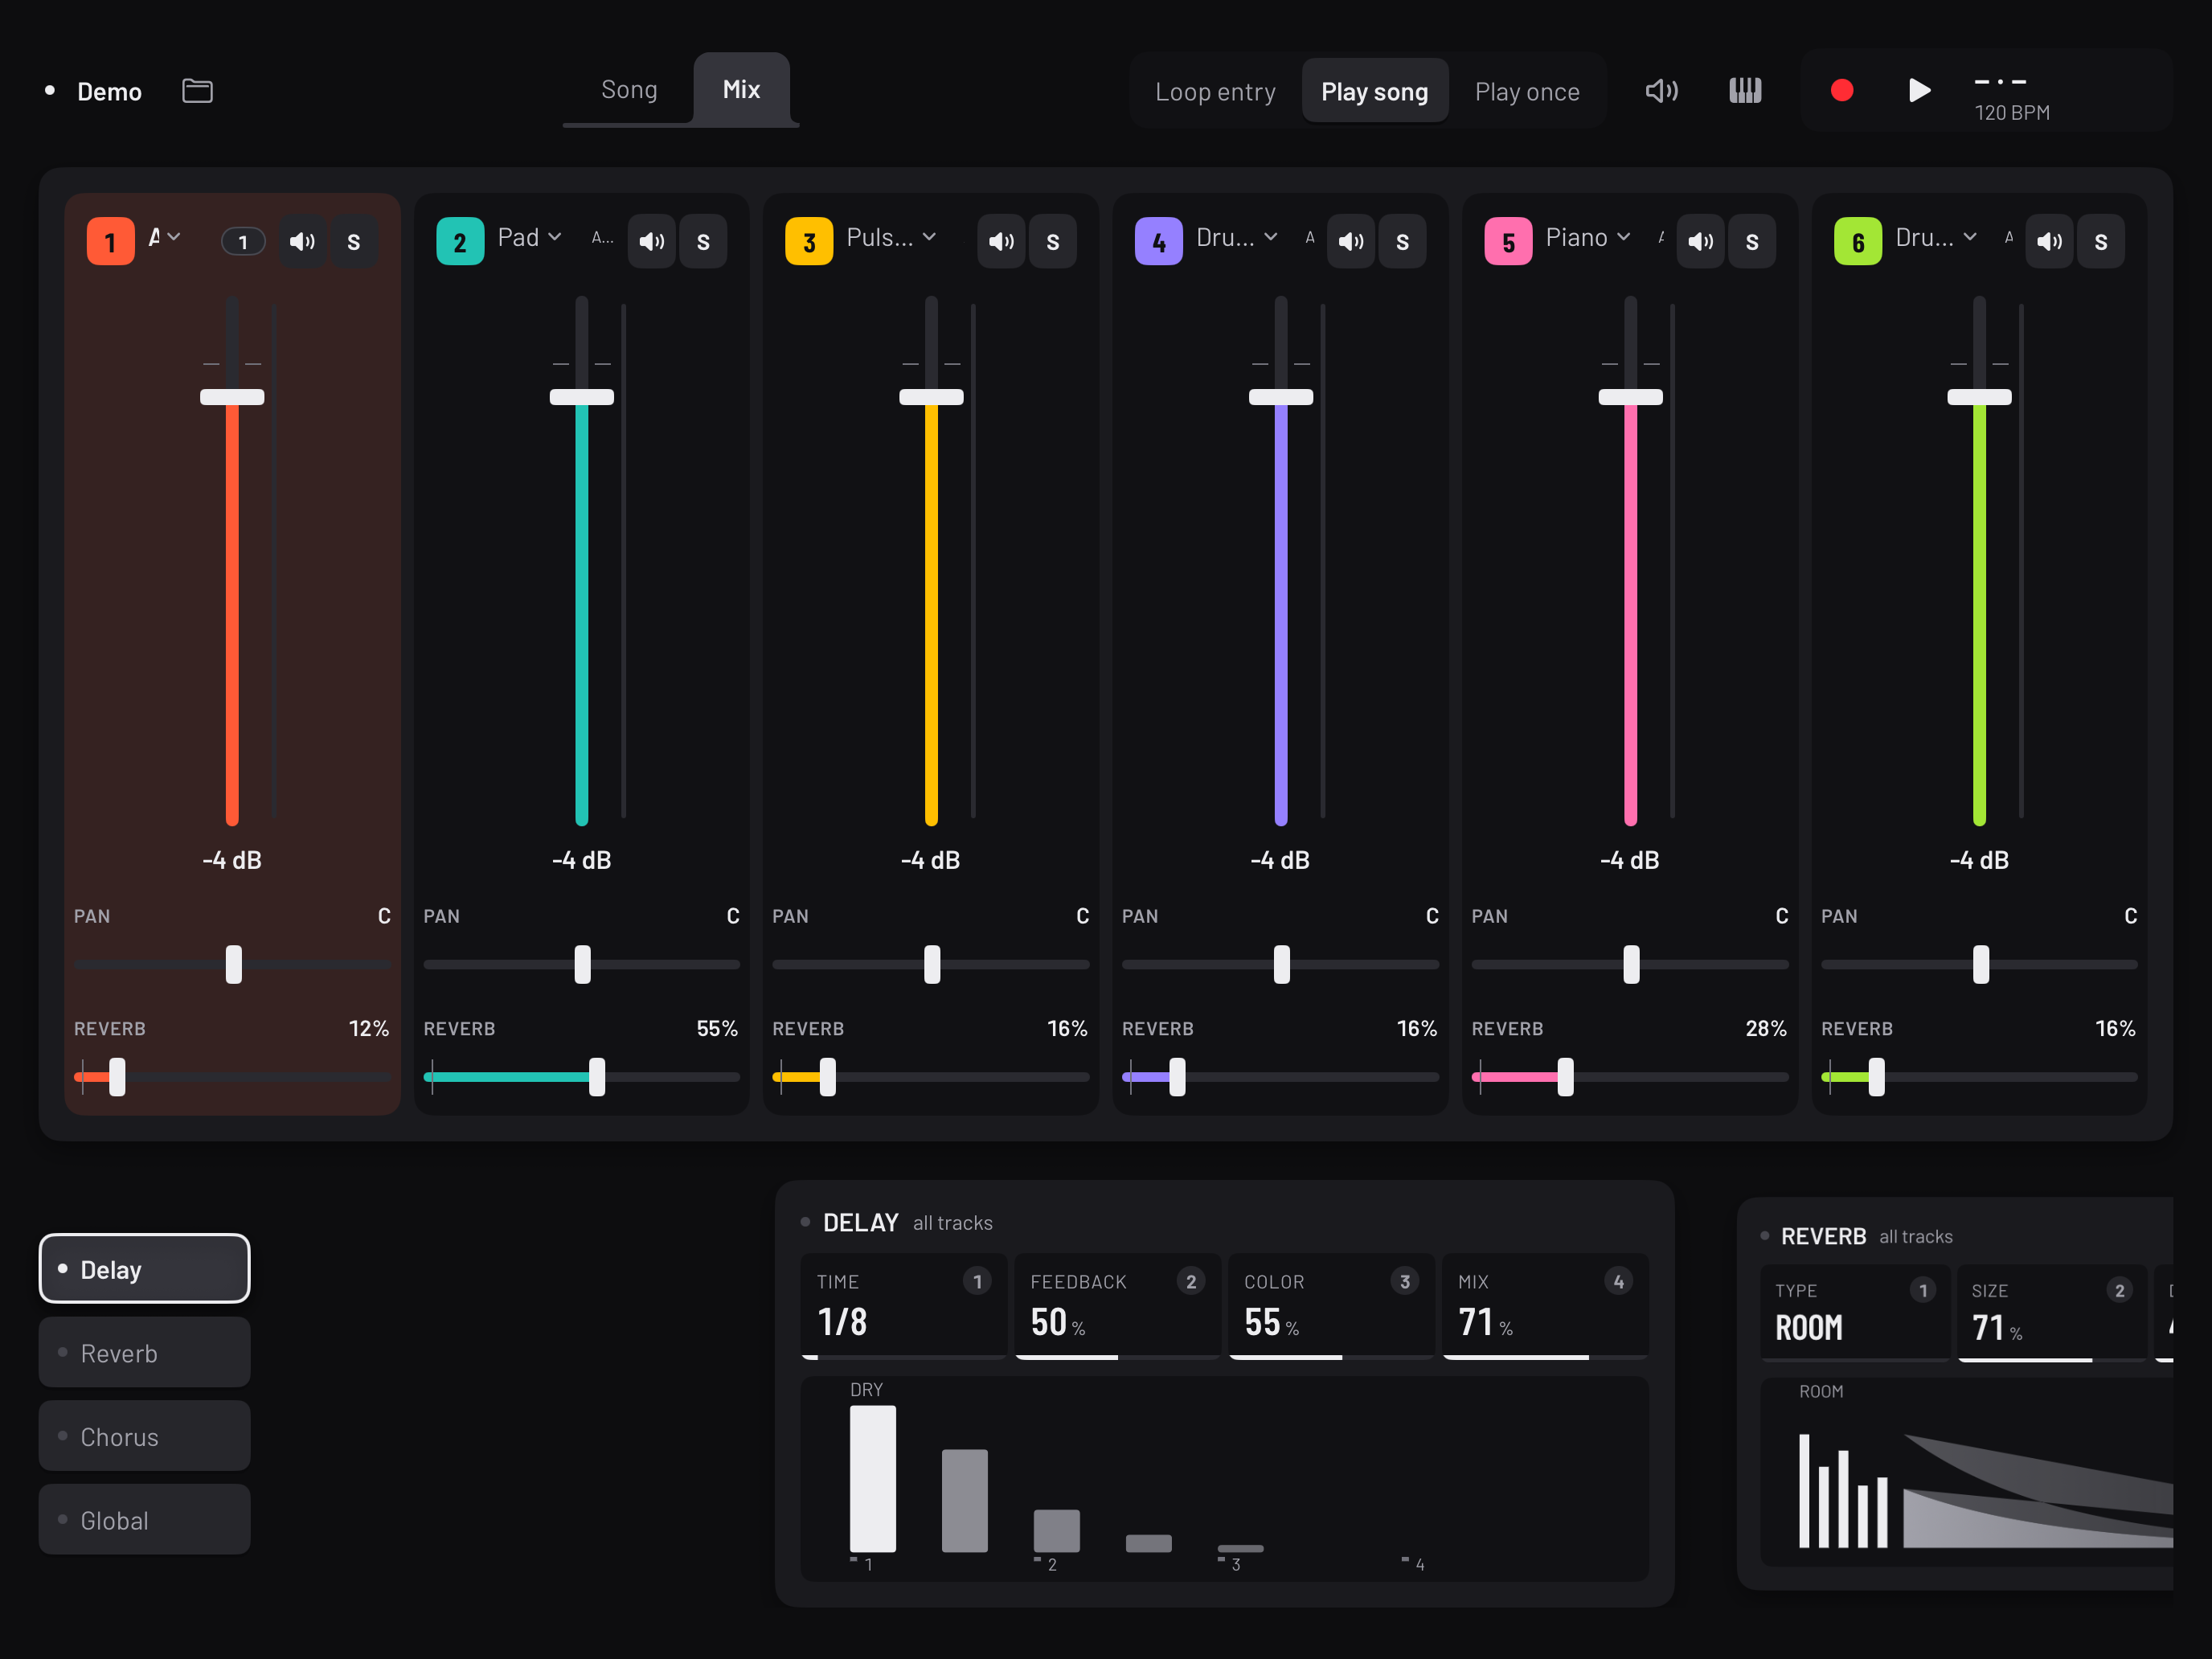 Demo
Song Mix
Loop entry Play song Play once
120 BPM
1 A 1 S
2 Pad A... S
3 Puls... S
4 Dru... A S
5 Piano S
6 Dru... A S
-4 dB -4 dB -4 dB -4 dB -4 dB -4 dB
PAN C PAN C PAN C PAN C PAN C PAN C
REVERB 12% REVERB 55% REVERB 16% REVERB 16% REVERB 28% REVERB 16%
Delay
Reverb
Chorus
Global
DELAY all tracks
TIME 1 FEEDBACK 2 COLOR 3 MIX 4
1/8 50 % 55 % 71 %
DRY
1 2 3 4
REVERB all tracks
TYPE 1 SIZE 2
ROOM 71 %
ROOM